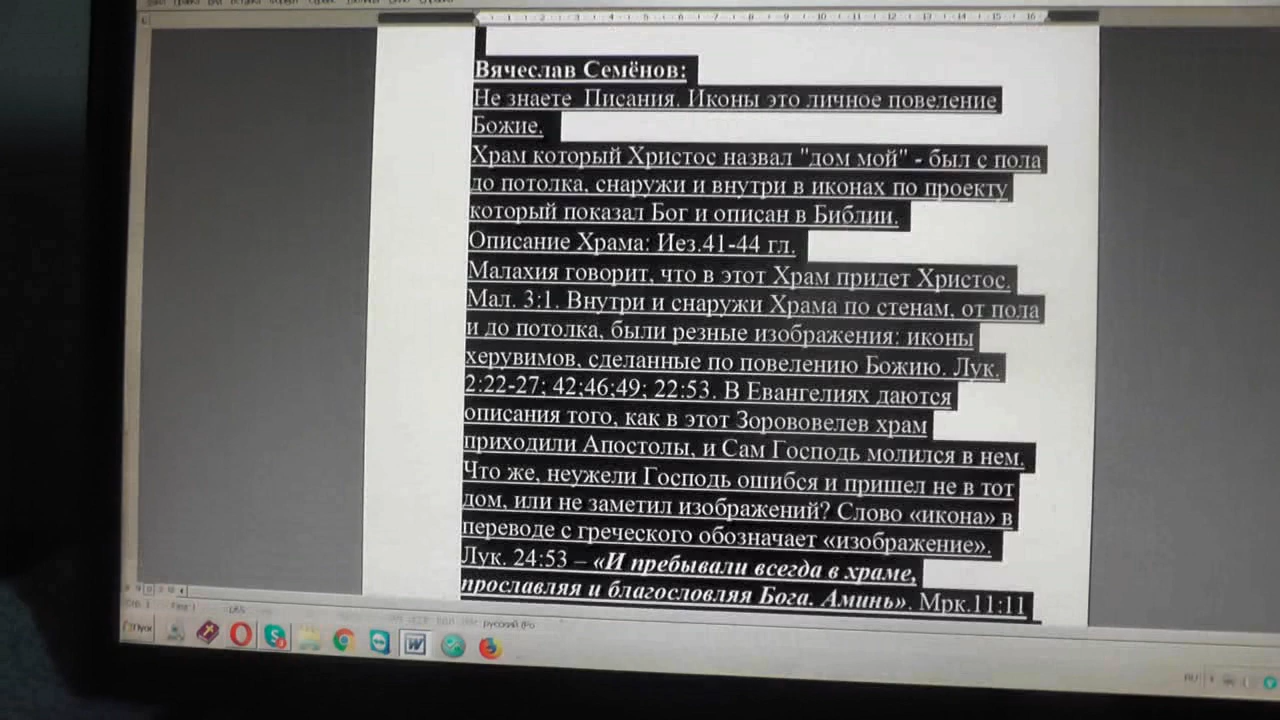 Вячеслав Семёнов:
Не знаете Писания. Иконы это личное повеление
Божие.
Храм который Христос назвал "дом мой" - был с пола
до потолка, снаружи и внутри в иконах по проекту
который показал Бог и описан в Библии.
Описание Храма: Иез.41-44 гл.
Малахия говорит, что в этот Храм придет Христос.
Мал. 3:1. Внутри и снаружи Храма по стенам, от пола
и до потолка, были резные изображения: иконы
херувимов, сделанные по повелению Божию. Лук.
2:22-27; 42;46;49; 22:53. В Евангелиях даются
описания того, как в этот Зорововелев храм
приходили Апостолы, и Сам Господь молился в нем.
Что же, неужели Господь ошибся и пришел не в тот
дом, или не заметил изображений? Слово «икона» в
переводе с греческого обозначает «изображение».
Лук. 24:53 – «И пребывали всегда в храме,
прославляя и благословляя Бога. Аминь». Мрк.11:11
русский (Ро
Пуск
RU